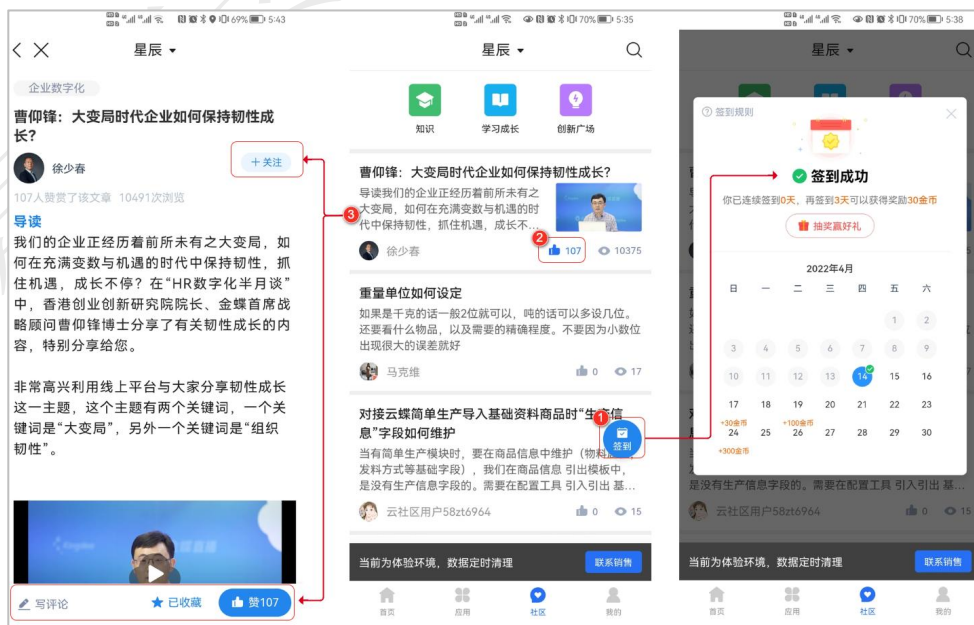 69% 5:43
星辰
企业数字化
曹仰锋：大变局时代企业如何保持韧性成
长？
徐少春
＋关注
107人赞赏了该文章 10491次浏览
导读
我们的企业正经历着前所未有之大变局，如
何在充满变数与机遇的时代中保持韧性，抓
住机遇，成长不停？在“HR数字化半月谈”
中，香港创业创新研究院院长、金蝶首席战
略顾问曹仰锋博士分享了有关韧性成长的内
容，特别分享给您。
非常高兴利用线上平台与大家分享韧性成长
这一主题，这个主题有两个关键词，一个关
键词是“大变局”，另外一个关键词是“组织
韧性”。
写评论
已收藏
赞107
70% 5:35
星辰
知识
学习成长
创新广场
曹仰锋：大变局时代企业如何保持韧性成长？
导读我们的企业正经历着前所未有之
大变局，如何在充满变数与机遇的时
代中保持韧性，抓住机遇，成长不...
3
2
徐少春
107
10375
重量单位如何设定
如果是千克的话一般2位就可以，吨的话可以多设几位。
还要看什么物品，以及需要的精确程度。不要因为小数位
出现很大的误差就好
马克维
0
17
对接云蝶简单生产导入基础资料商品时“生产信
息”字段如何维护
1
签到
当有简单生产模块时，要在商品信息中维护（物料
发料方式等基础字段），我们在商品信息 引出模板中，
是没有生产信息字段的。需要在配置工具 引入引出 基...
云社区用户58zt6964
0
15
当前为体验环境，数据定时清理
联系销售
首页
应用
社区
我的
70% 5:38
星辰
签到规则
签到成功
你已连续签到0天，再签到3天可以获得奖励30金币
抽奖赢好礼
2022年4月
日 一 二 三 四 五 六
1 2
3 4 5 6 7 8 9
10 11 12 13 14 15 16
17 18 19 20 21 22 23
+30金币 +100金币
24 25 26 27 28 29 30
+300金币
是没有生产信息字段的。需要在配置工具 引入引出 基...
云社区用户58zt6964
0
15
当前为体验环境，数据定时清理
联系销售
首页
应用
社区
我的